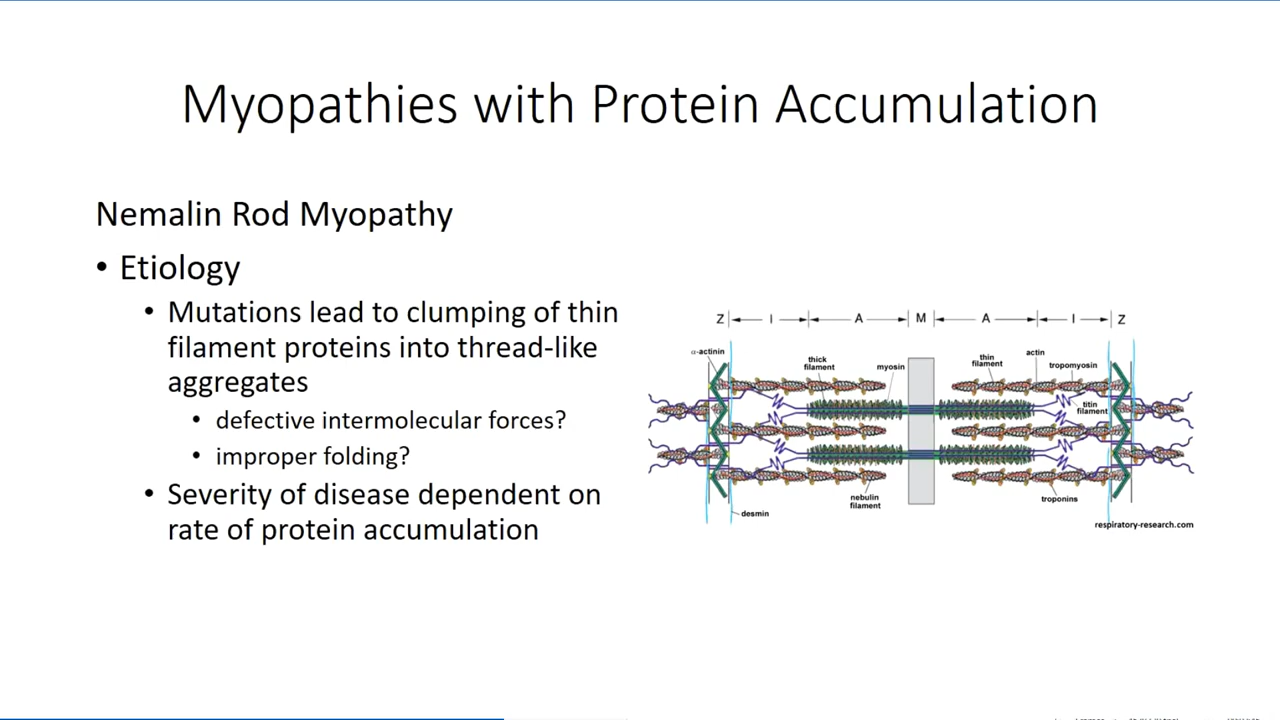 Myopathies with Protein Accumulation
Nemalin Rod Myopathy
• Etiology
• Mutations lead to clumping of thin
filament proteins into thread-like
aggregates
• defective intermolecular forces?
• improper folding?
• Severity of disease dependent on
rate of protein accumulation
Z I A M A I Z
α-actinin
thick
filament
myosin
thin
filament
actin
tropomyosin
titin
filament
nebulin
filament
troponins
desmin
respiratory-research.com